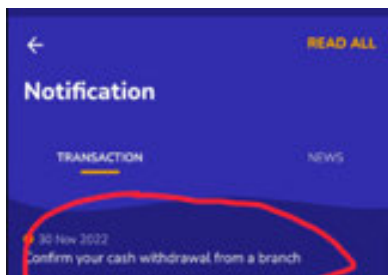 READ ALL
Notification
TRANSACTION NEWS
30 Nov 2022
Confirm your cash withdrawal from a branch